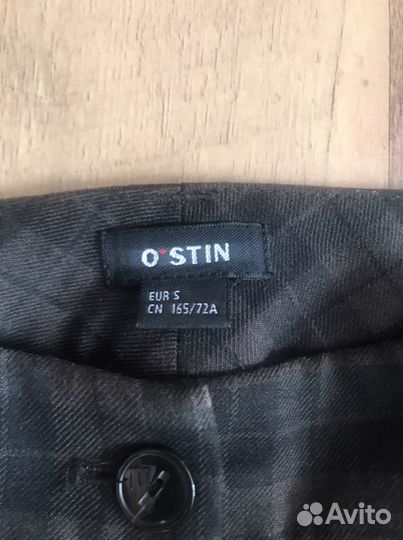 O'STIN
EUR S
CN 165/72A
Avito